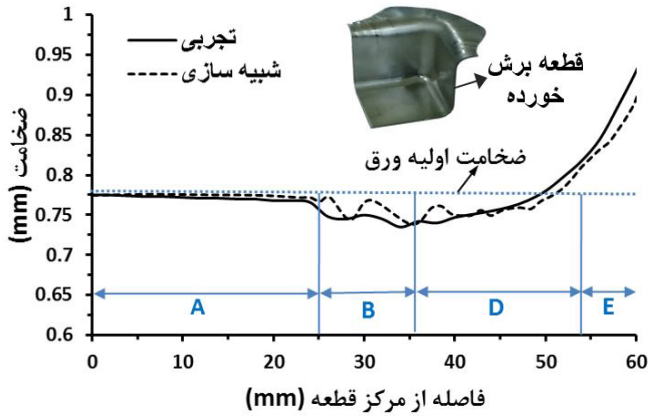 تجربی
شبیه سازی
قطعه برش
خورده
ضخامت اولیه ورق
ضخامت (mm)
1
0.95
0.9
0.85
0.8
0.75
0.7
0.65
0.6
A B D E
0 10 20 30 40 50 60
فاصله از مرکز قطعه (mm)